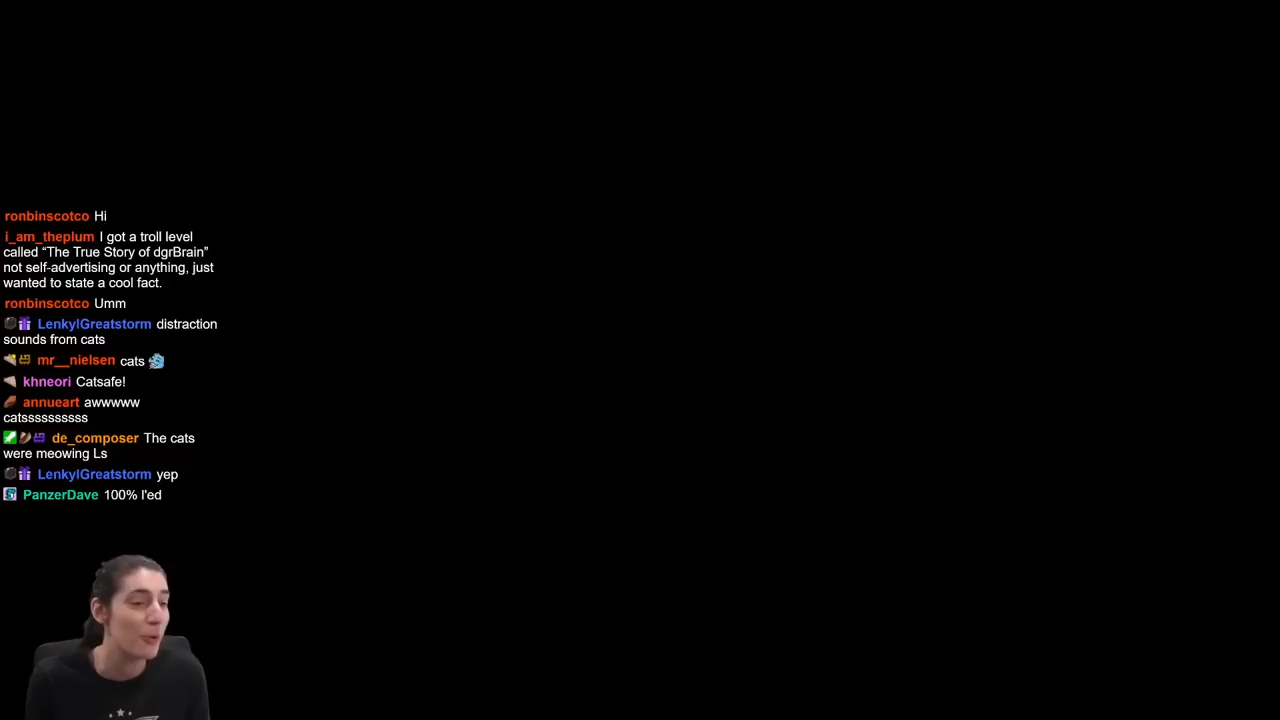 ronbinscotco Hi
i_am_theplum I got a troll level
called “The True Story of dgrBrain”
not self-advertising or anything, just
wanted to state a cool fact.
ronbinscotco Umm
LenkylGreatstorm distraction
sounds from cats
mr__nielsen cats
khneori Catsafe!
annueart awwwww
catssssssssss
de_composer The cats
were meowing Ls
LenkylGreatstorm yep
PanzerDave 100% I'ed